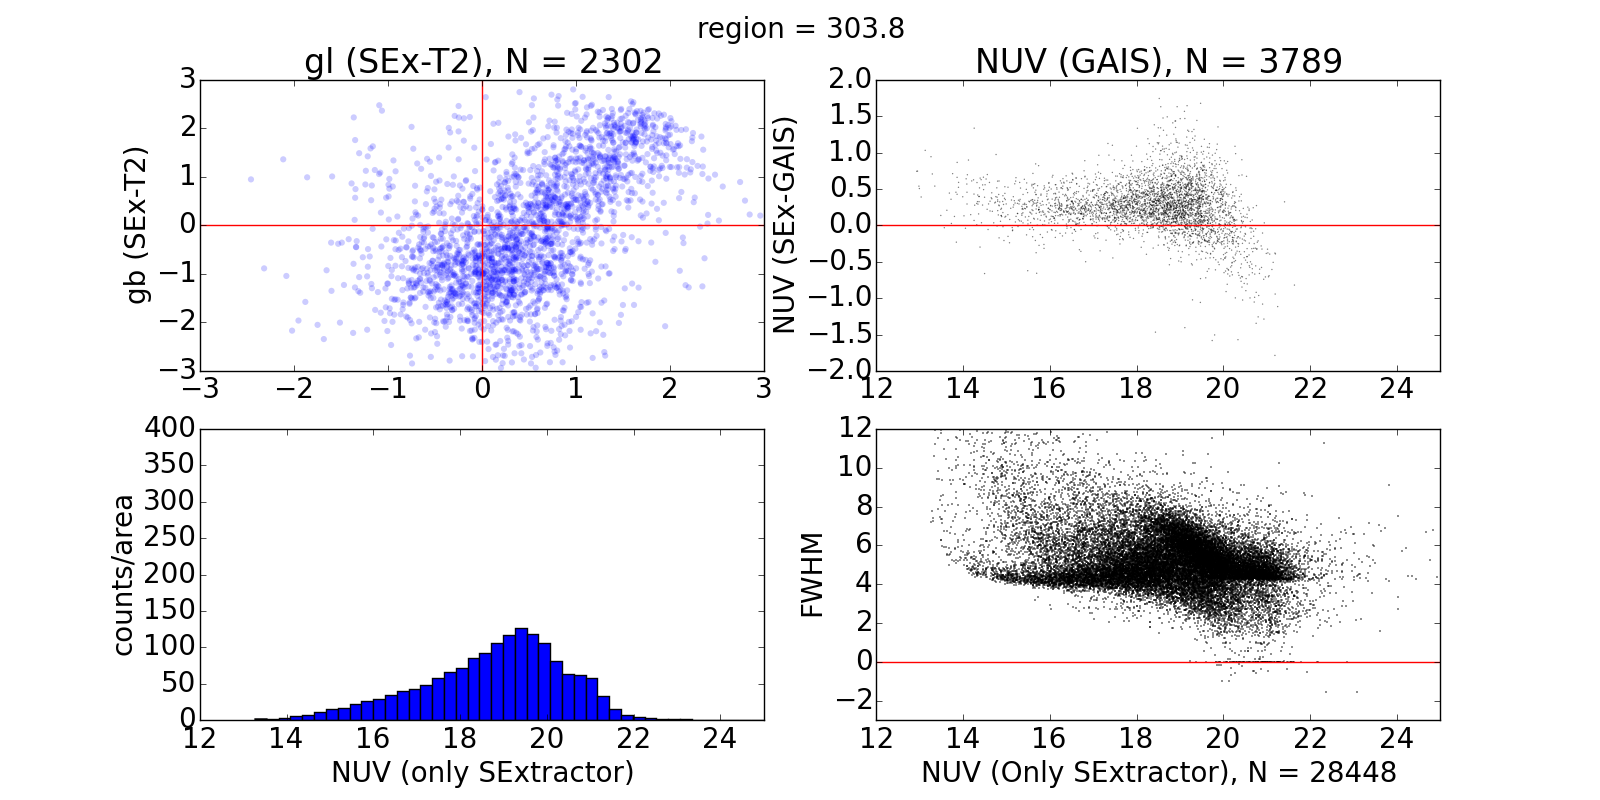 region = 303.8
gl (SEx-T2), N = 2302
3
2
1
0
−1
−2
−3
gb (SEx-T2)
−3 −2 −1 0 1 2 3
NUV (GAIS), N = 3789
2.0
1.5
1.0
0.5
0.0
−0.5
−1.0
−1.5
−2.0
NUV (SEx-GAIS)
12 14 16 18 20 22 24
400
350
300
250
200
150
100
50
0
counts/area
12 14 16 18 20 22 24
NUV (only SExtractor)
12
10
8
6
4
2
0
−2
FWHM
12 14 16 18 20 22 24
NUV (Only SExtractor), N = 28448